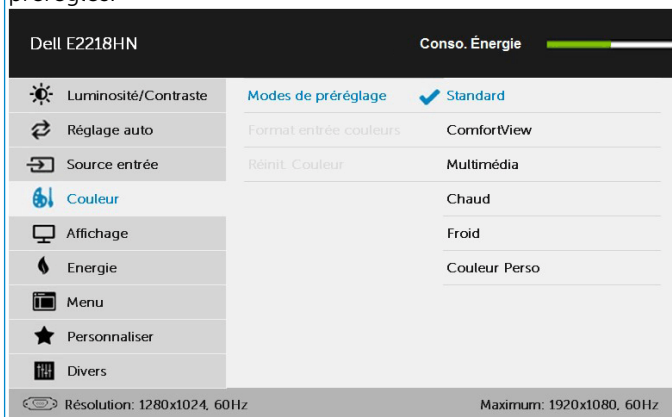 Dell E2218HN Conso. Énergie
Luminosité/Contraste Modes de préréglage Standard
Réglage auto Format entrée couleurs ComfortView
Source entrée Réinit. Couleur Multimédia
Couleur Chaud
Affichage Froid
Energie Couleur Perso
Menu
Personnaliser
Divers
Résolution: 1280x1024, 60Hz Maximum: 1920x1080, 60Hz